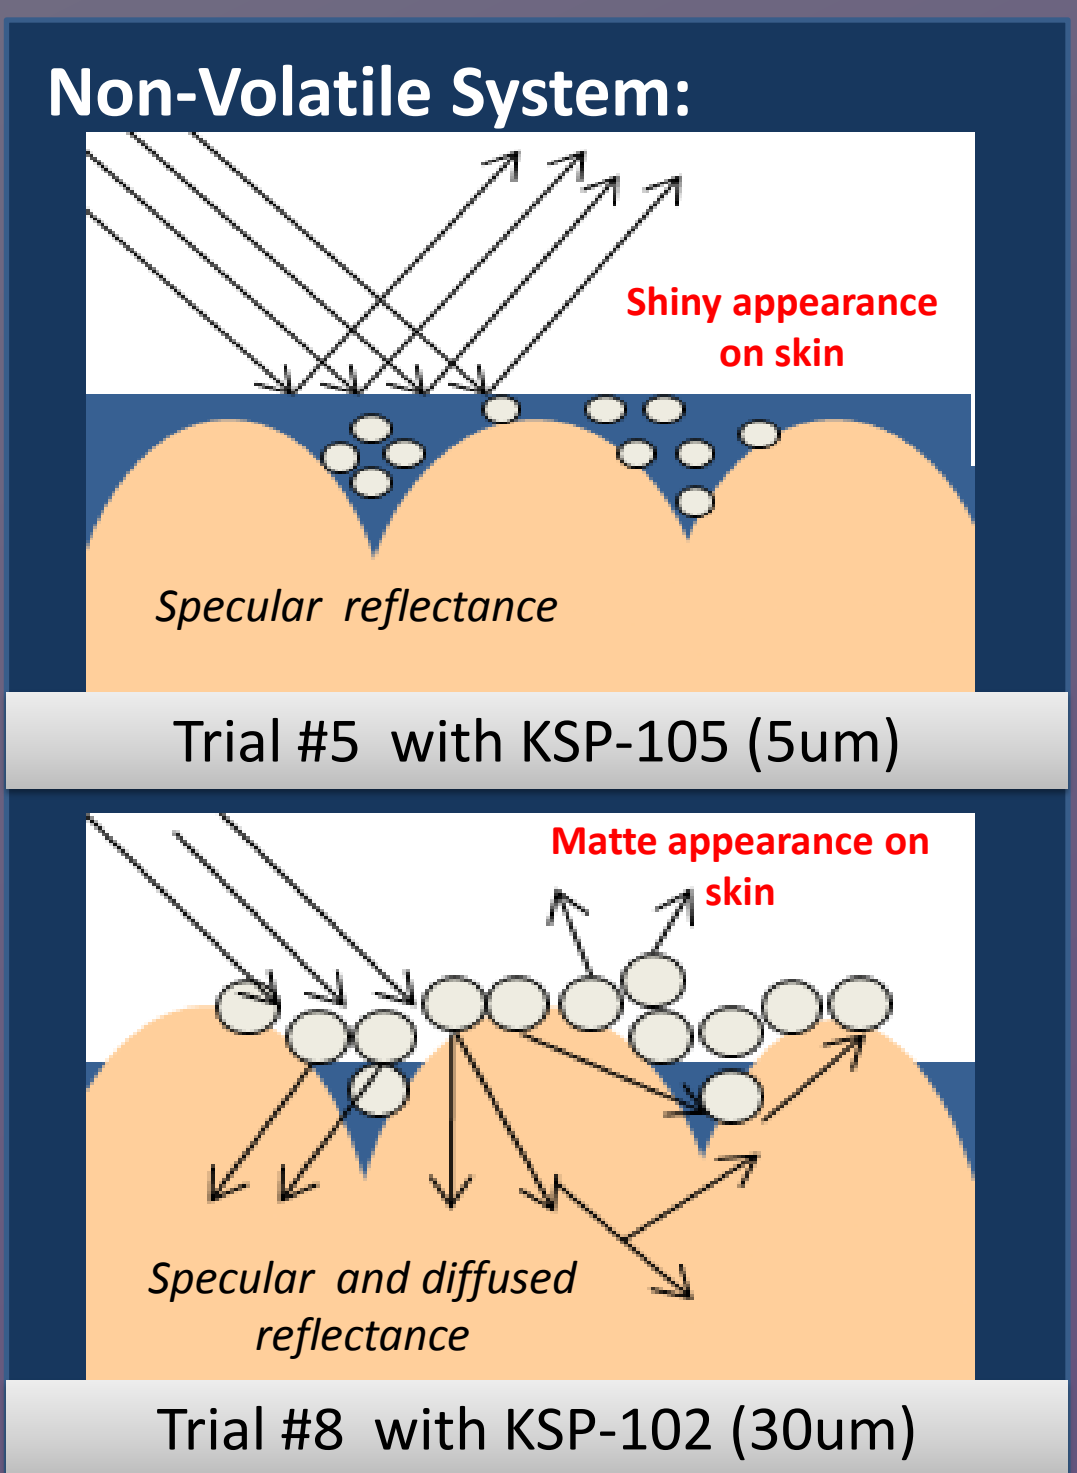 Non-Volatile System:
Shiny appearance
on skin
Specular reflectance
Trial #5 with KSP-105 (5um)
Matte appearance on
skin
Specular and diffused
reflectance
Trial #8 with KSP-102 (30um)